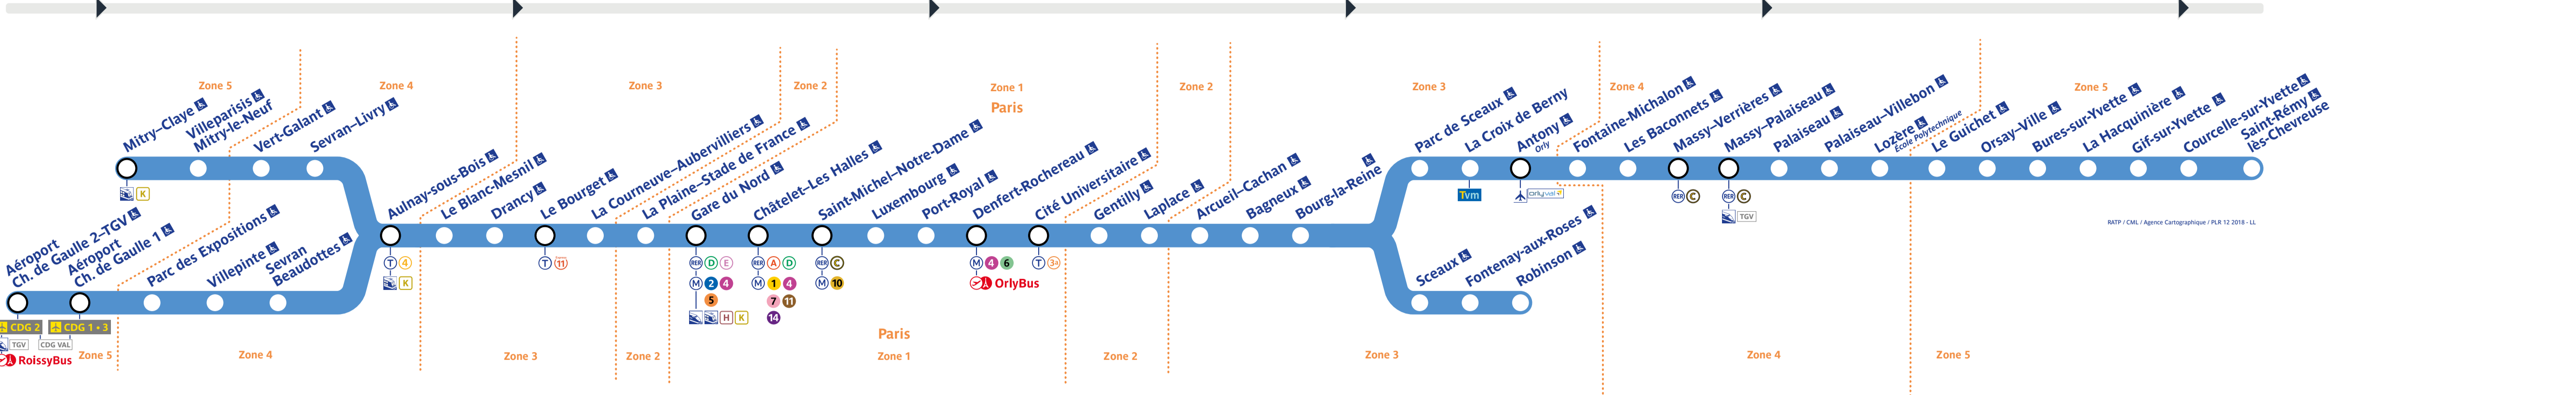 Zone 5
Zone 4
Zone 3
Zone 2
Zone 1
Paris
Zone 2
Zone 3
Zone 4
Zone 5
Mitry–Claye
Villeparisis
Mitry-le-Neuf
Vert-Galant
Sevran–Livry
K
Aéroport
Ch. de Gaulle 2–TGV
Aéroport
Ch. de Gaulle 1
Parc des Expositions
Villepinte
Sevran
Beaudottes
CDG 2
CDG 1 • 3
TGV
CDG VAL
RoissyBus
Aulnay-sous-Bois
T 4
K
Le Blanc-Mesnil
Drancy
Le Bourget
T 11
La Courneuve–Aubervilliers
La Plaine–Stade de France
Gare du Nord
RER D E
M 2 4
5
H K
Châtelet–Les Halles
RER A D
M 1 4
7 11
14
Saint-Michel–Notre-Dame
RER C
M 10
Luxembourg
Port-Royal
Denfert-Rochereau
M 4 6
OrlyBus
Cité Universitaire
T 3a
Gentilly
Laplace
Arcueil–Cachan
Bagneux
Bourg-la-Reine
Parc de Sceaux
La Croix de Berny
Tvm
Antony
Orly
orlyval
Fontaine-Michalon
Les Baconnets
Massy–Verrières
RER C
Massy–Palaiseau
RER C
TGV
Palaiseau
Palaiseau–Villebon
Lozère
École Polytechnique
Le Guichet
Orsay–Ville
Bures-sur-Yvette
La Hacquinière
Gif-sur-Yvette
Courcelle-sur-Yvette
Saint-Rémy
lès-Chevreuse
Sceaux
Fontenay-aux-Roses
Robinson
RATP / CML / Agence Cartographique / PLR 12 2018 - LL
Zone 5
Zone 4
Zone 3
Zone 2
Paris
Zone 1
Zone 2
Zone 3
Zone 4
Zone 5